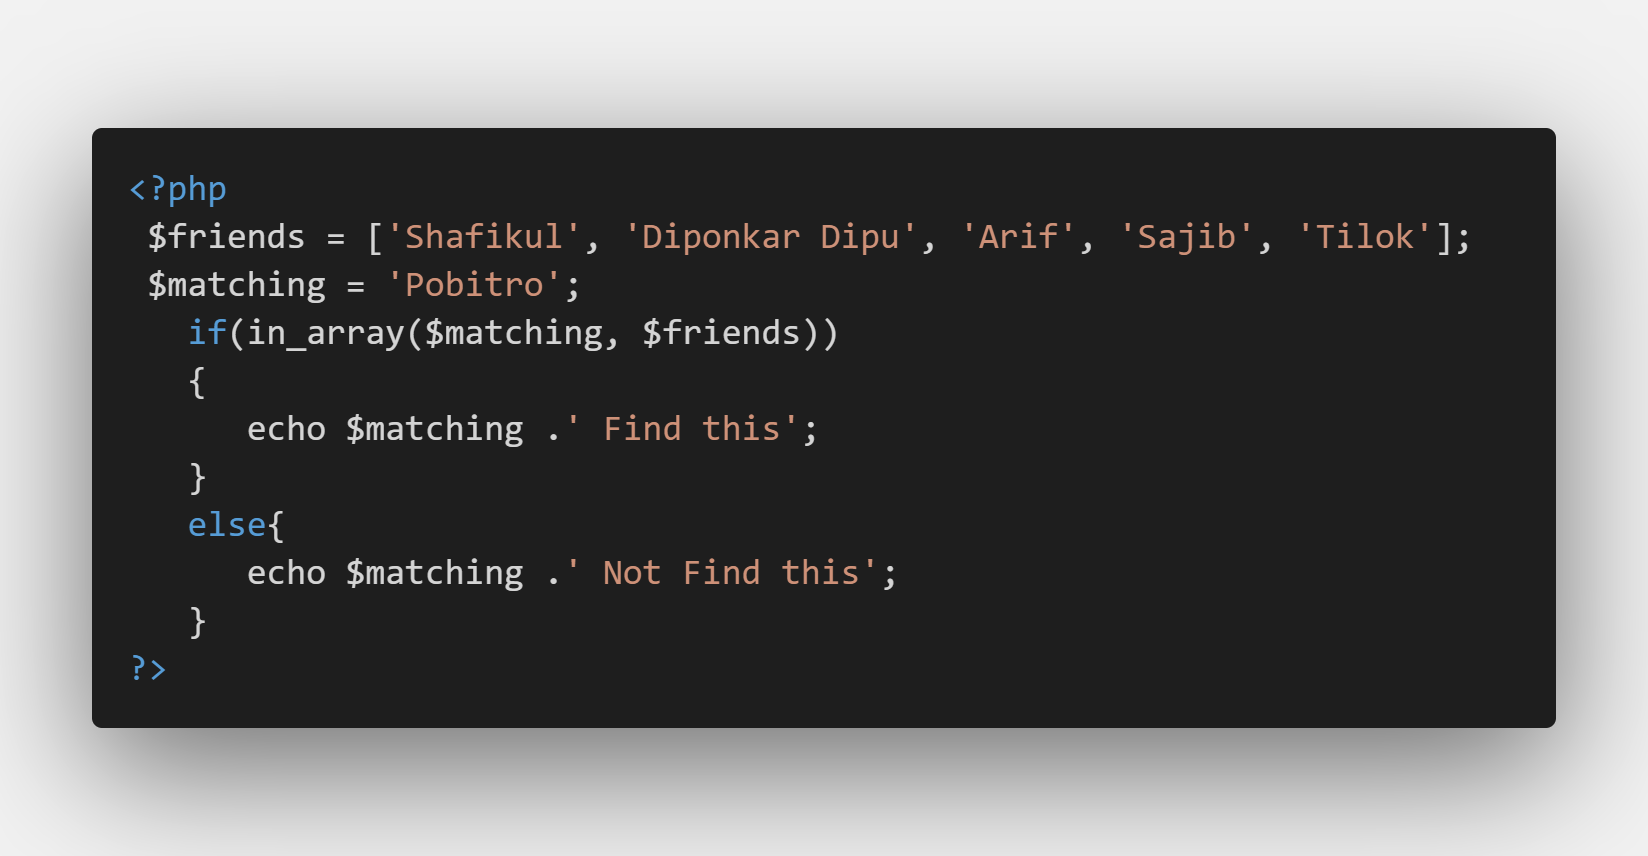 <?php
$friends = ['Shafikul', 'Diponkar Dipu', 'Arif', 'Sajib', 'Tilok'];
$matching = 'Pobitro';
if(in_array($matching, $friends))
{
echo $matching .' Find this';
}
else{
echo $matching .' Not Find this';
}
?>